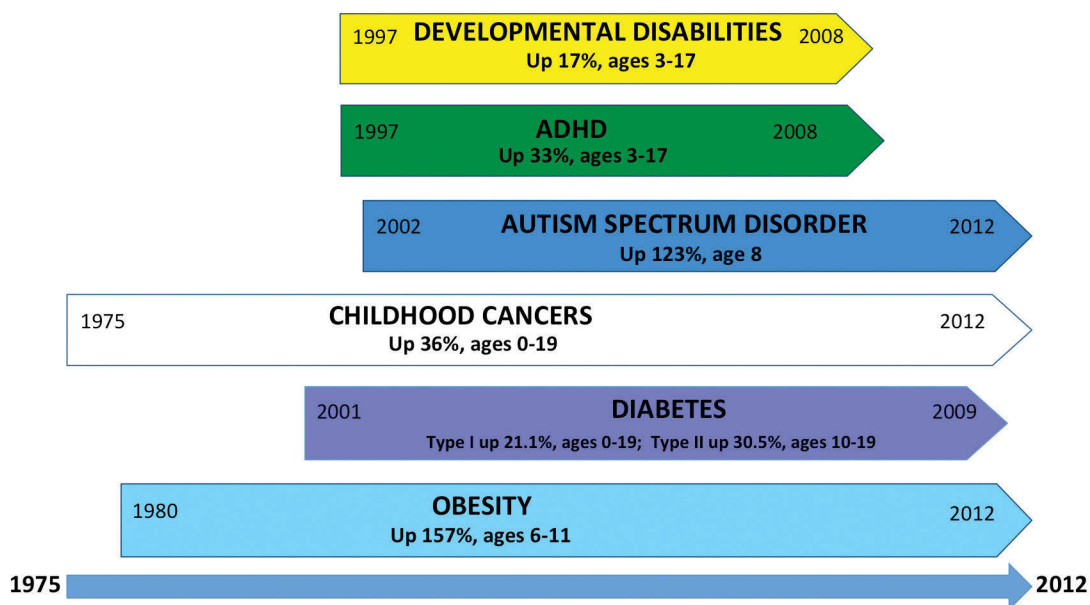 1997 DEVELOPMENTAL DISABILITIES 2008
Up 17%, ages 3-17
1997 ADHD 2008
Up 33%, ages 3-17
2002 AUTISM SPECTRUM DISORDER 2012
Up 123%, age 8
1975 CHILDHOOD CANCERS 2012
Up 36%, ages 0-19
2001 DIABETES 2009
Type I up 21.1%, ages 0-19; Type II up 30.5%, ages 10-19
1980 OBESITY 2012
Up 157%, ages 6-11
1975 2012